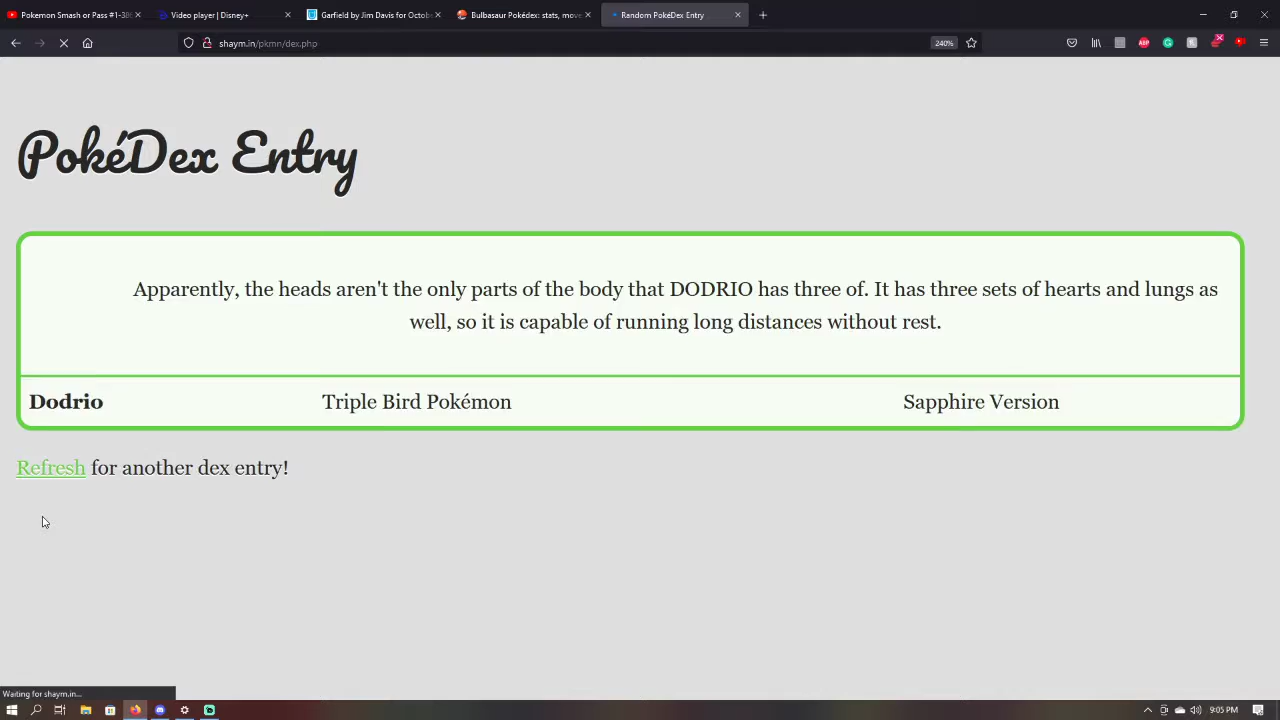 Pokemon Smash or Pass #1-386
Video player | Disney+
Garfield by Jim Davis for Octobe
Bulbasaur Pokédex: stats, move
Random PokéDex Entry
shaym.in/pkmn/dex.php
240%
ABP
PokéDex Entry
Apparently, the heads aren't the only parts of the body that DODRIO has three of. It has three sets of hearts and lungs as
well, so it is capable of running long distances without rest.
Dodrio Triple Bird Pokémon Sapphire Version
Refresh for another dex entry!
Waiting for shaym.in...
9:05 PM